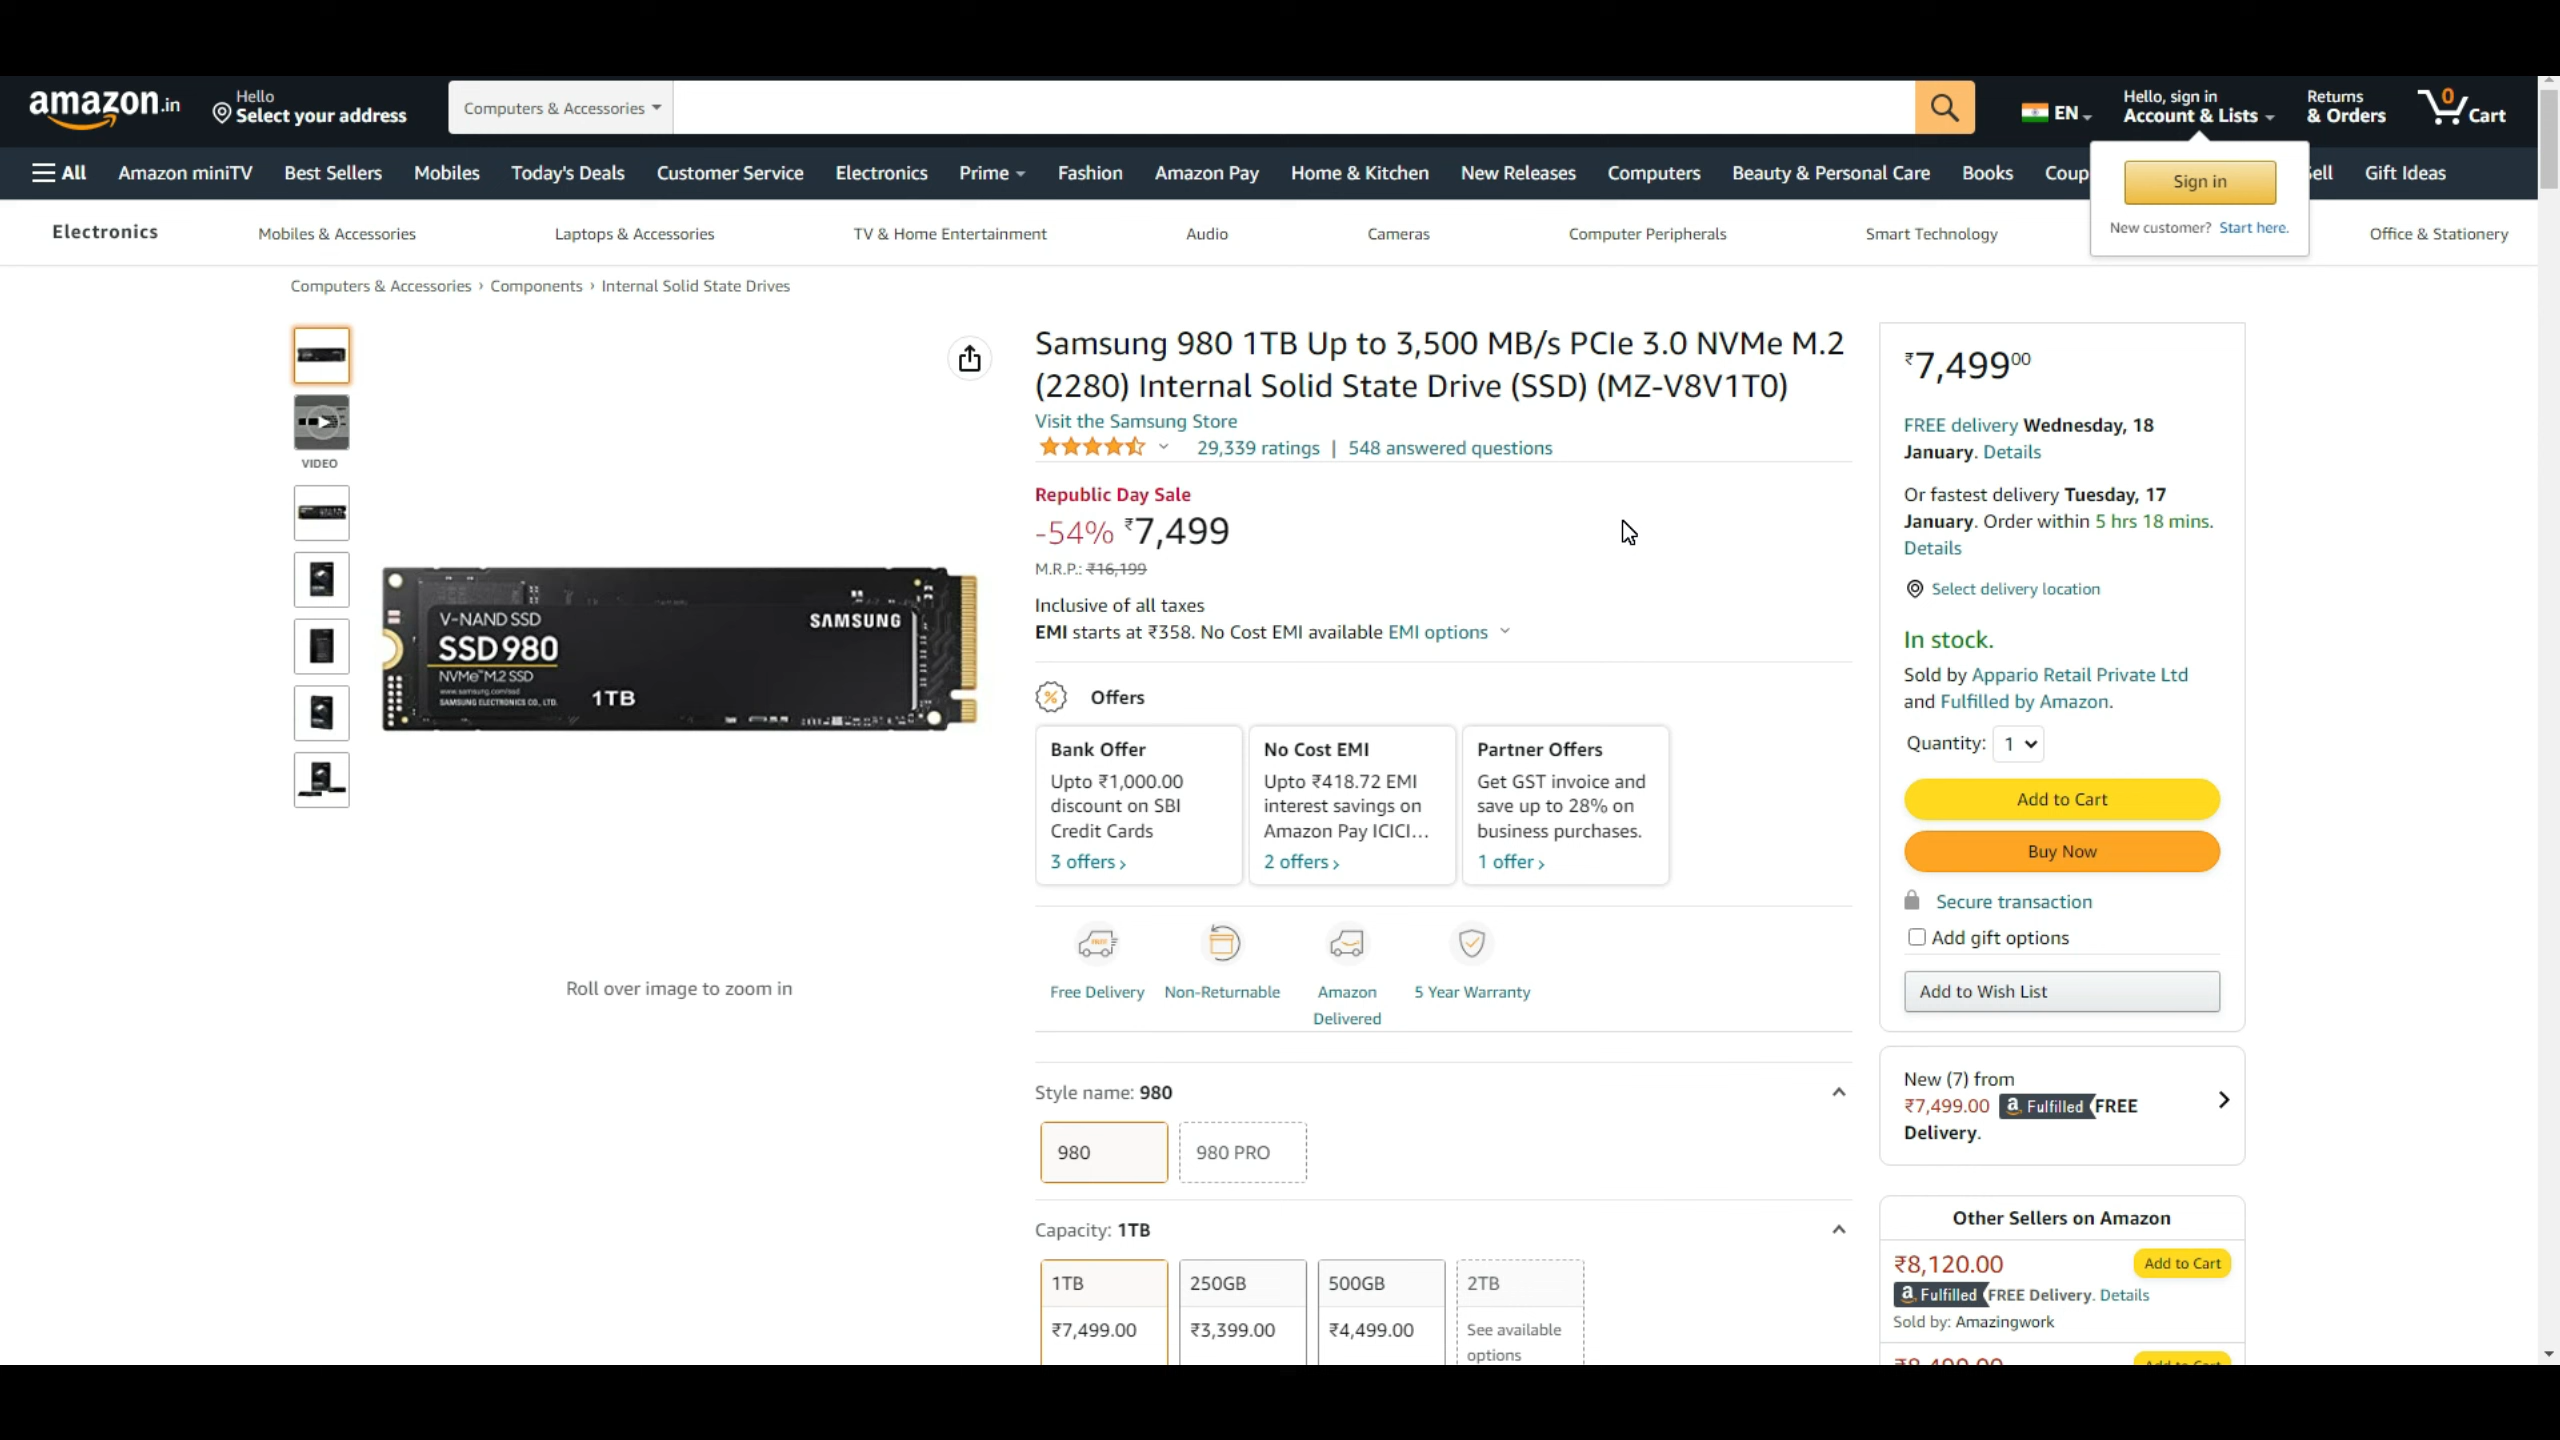 amazon.in
Hello
Select your address
Computers & Accessories
EN
Hello, sign in
Account & Lists
Returns
& Orders
0
Cart
All
Amazon miniTV
Best Sellers
Mobiles
Today's Deals
Customer Service
Electronics
Prime
Fashion
Amazon Pay
Home & Kitchen
New Releases
Computers
Beauty & Personal Care
Books
Coup
Sell
Gift Ideas
Sign in
New customer? Start here.
Electronics
Mobiles & Accessories
Laptops & Accessories
TV & Home Entertainment
Audio
Cameras
Computer Peripherals
Smart Technology
Office & Stationery
Computers & Accessories › Components › Internal Solid State Drives
VIDEO
V-NAND SSD
SSD 980
NVMe™ M.2 SSD
www.samsung.com/ssd
SAMSUNG ELECTRONICS CO., LTD.
1TB
SAMSUNG
Roll over image to zoom in
Samsung 980 1TB Up to 3,500 MB/s PCIe 3.0 NVMe M.2
(2280) Internal Solid State Drive (SSD) (MZ-V8V1T0)
Visit the Samsung Store
29,339 ratings | 548 answered questions
Republic Day Sale
-54% ₹7,499
M.R.P.: ₹16,199
Inclusive of all taxes
EMI starts at ₹358. No Cost EMI available EMI options
Offers
Bank Offer
Upto ₹1,000.00
discount on SBI
Credit Cards
3 offers ›
No Cost EMI
Upto ₹418.72 EMI
interest savings on
Amazon Pay ICICI...
2 offers ›
Partner Offers
Get GST invoice and
save up to 28% on
business purchases.
1 offer ›
Free Delivery
Non-Returnable
Amazon
Delivered
5 Year Warranty
Style name: 980
980
980 PRO
Capacity: 1TB
1TB
₹7,499.00
250GB
₹3,399.00
500GB
₹4,499.00
2TB
See available
options
₹7,49900
FREE delivery Wednesday, 18
January. Details
Or fastest delivery Tuesday, 17
January. Order within 5 hrs 18 mins.
Details
Select delivery location
In stock.
Sold by Appario Retail Private Ltd
and Fulfilled by Amazon.
Quantity: 1
Add to Cart
Buy Now
Secure transaction
Add gift options
Add to Wish List
New (7) from
₹7,499.00 a Fulfilled FREE
Delivery.
Other Sellers on Amazon
₹8,120.00
Add to Cart
a Fulfilled FREE Delivery. Details
Sold by: Amazingwork